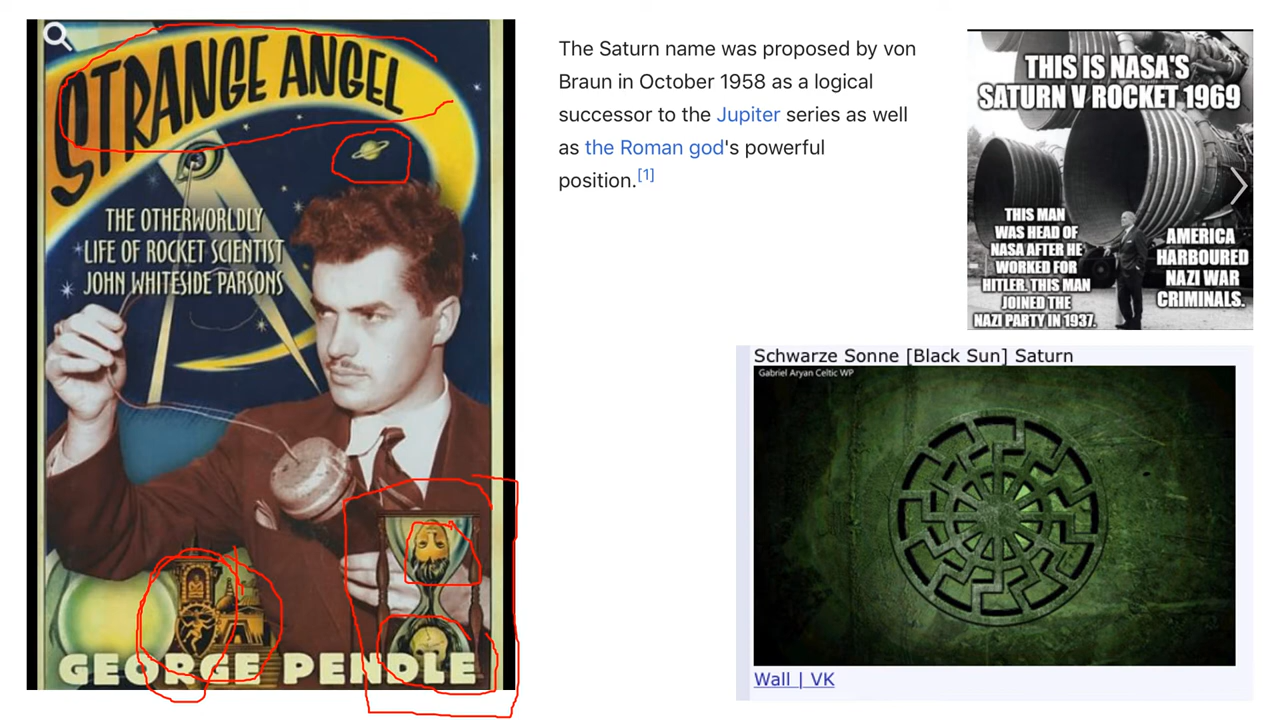 STRANGE ANGEL
THE OTHERWORLDLY
LIFE OF ROCKET SCIENTIST
JOHN WHITESIDE PARSONS
GEORGE PENDLE
The Saturn name was proposed by von
Braun in October 1958 as a logical
successor to the Jupiter series as well
as the Roman god's powerful
position.[1]
THIS IS NASA'S
SATURN V ROCKET 1969
THIS MAN
WAS HEAD OF
NASA AFTER HE
WORKED FOR
HITLER. THIS MAN
JOINED THE
NAZI PARTY IN 1937.
AMERICA
HARBOURED
NAZI WAR
CRIMINALS.
Schwarze Sonne [Black Sun] Saturn
Gabriel Aryan Celtic WP
Wall | VK